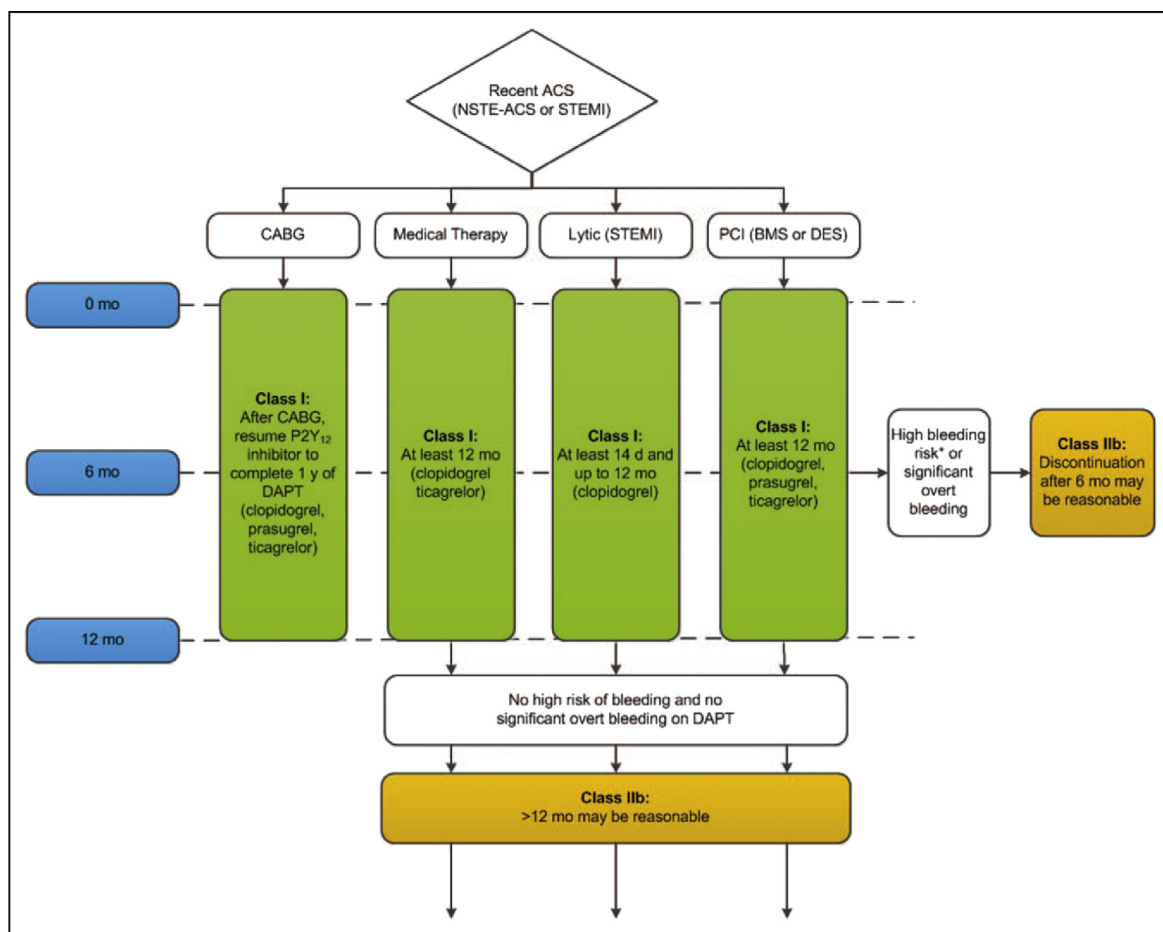 Recent ACS
(NSTE-ACS or STEMI)
CABG
Medical Therapy
Lytic (STEMI)
PCI (BMS or DES)
0 mo
6 mo
12 mo
Class I:
After CABG,
resume P2Y₁₂
inhibitor to
complete 1 y of
DAPT
(clopidogrel,
prasugrel,
ticagrelor)
Class I:
At least 12 mo
(clopidogrel
ticagrelor)
Class I:
At least 14 d and
up to 12 mo
(clopidogrel)
Class I:
At least 12 mo
(clopidogrel,
prasugrel,
ticagrelor)
High bleeding
risk* or
significant
overt
bleeding
Class IIb:
Discontinuation
after 6 mo may
be reasonable
No high risk of bleeding and no
significant overt bleeding on DAPT
Class IIb:
>12 mo may be reasonable